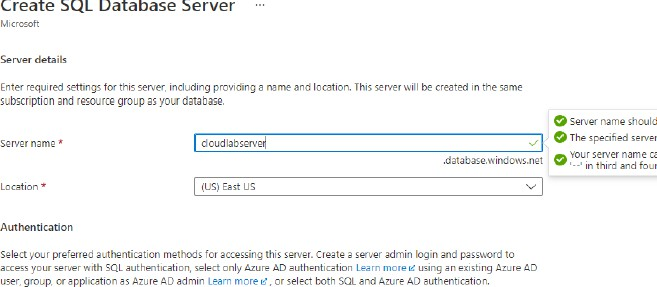 Create SQL Database Server ...
Microsoft
Server details
Enter required settings for this server, including providing a name and location. This server will be created in the same
subscription and resource group as your database.
Server name *
cloudlabserver
.database.windows.net
Server name should
The specified server
Your server name ca
'--' in third and four
Location *
(US) East US
Authentication
Select your preferred authentication methods for accessing this server. Create a server admin login and password to
access your server with SQL authentication, select only Azure AD authentication Learn more using an existing Azure AD
user, group, or application as Azure AD admin Learn more , or select both SQL and Azure AD authentication.